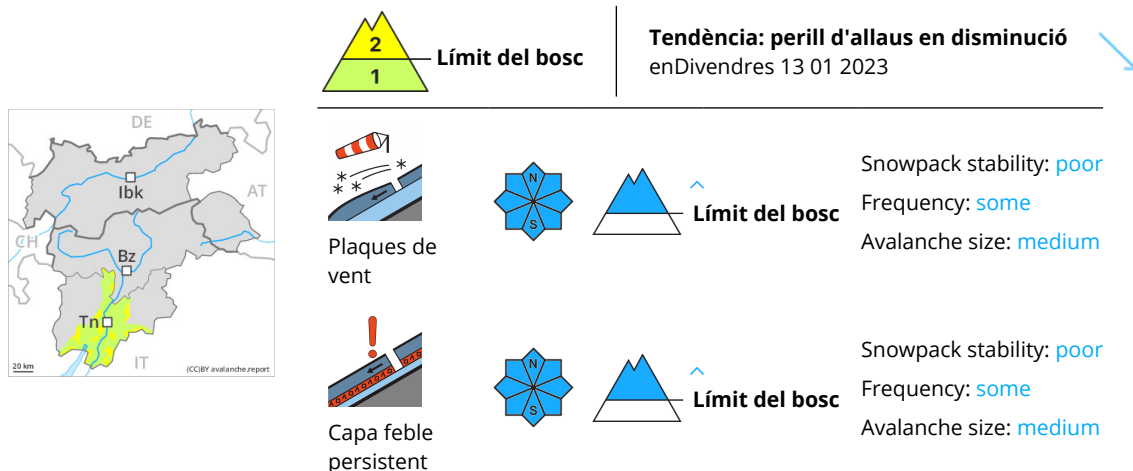 2
1
Límit del bosc
Tendència: perill d'allaus en disminució
enDivendres 13 01 2023
DE
Ibk
AT
CH
Bz
Tn
IT
20 km
(CC)BY avalanche.report
N
S
Límit del bosc
Snowpack stability: poor
Frequency: some
Avalanche size: medium
Plaques de
vent
N
S
Límit del bosc
Snowpack stability: poor
Frequency: some
Avalanche size: medium
Capa feble
persistent